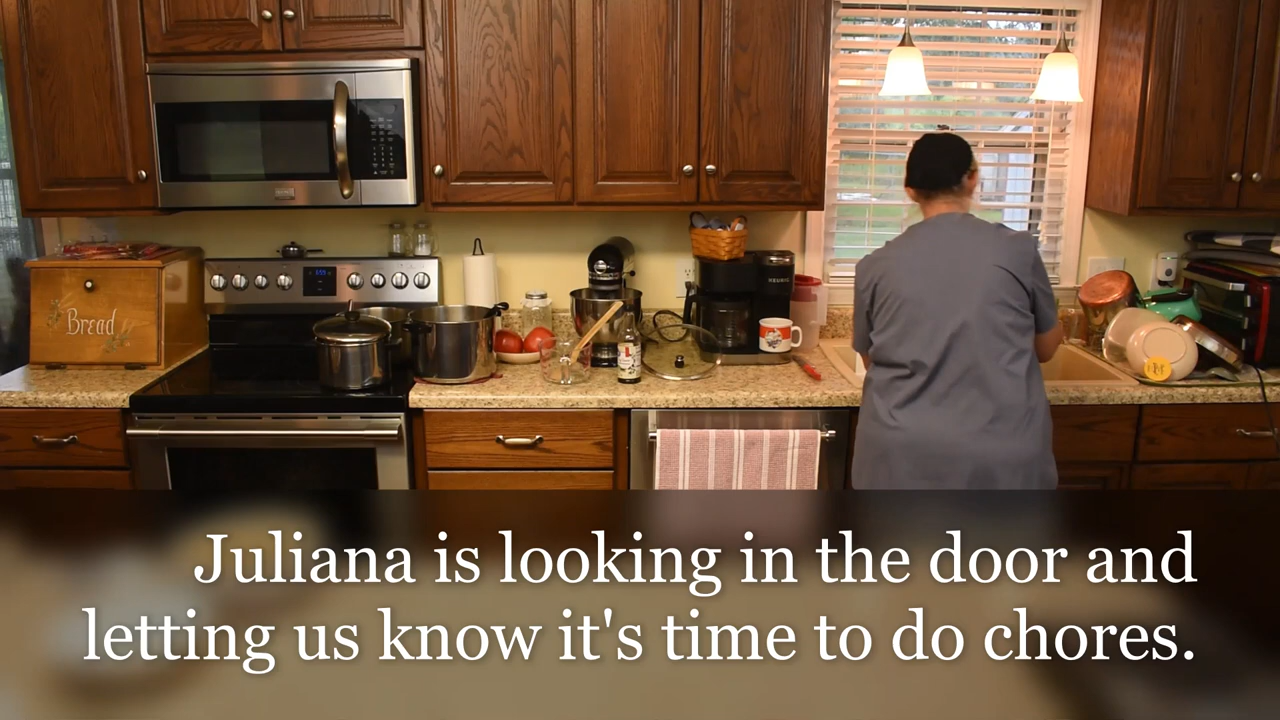 Bread
KEURIG
Juliana is looking in the door and
letting us know it's time to do chores.